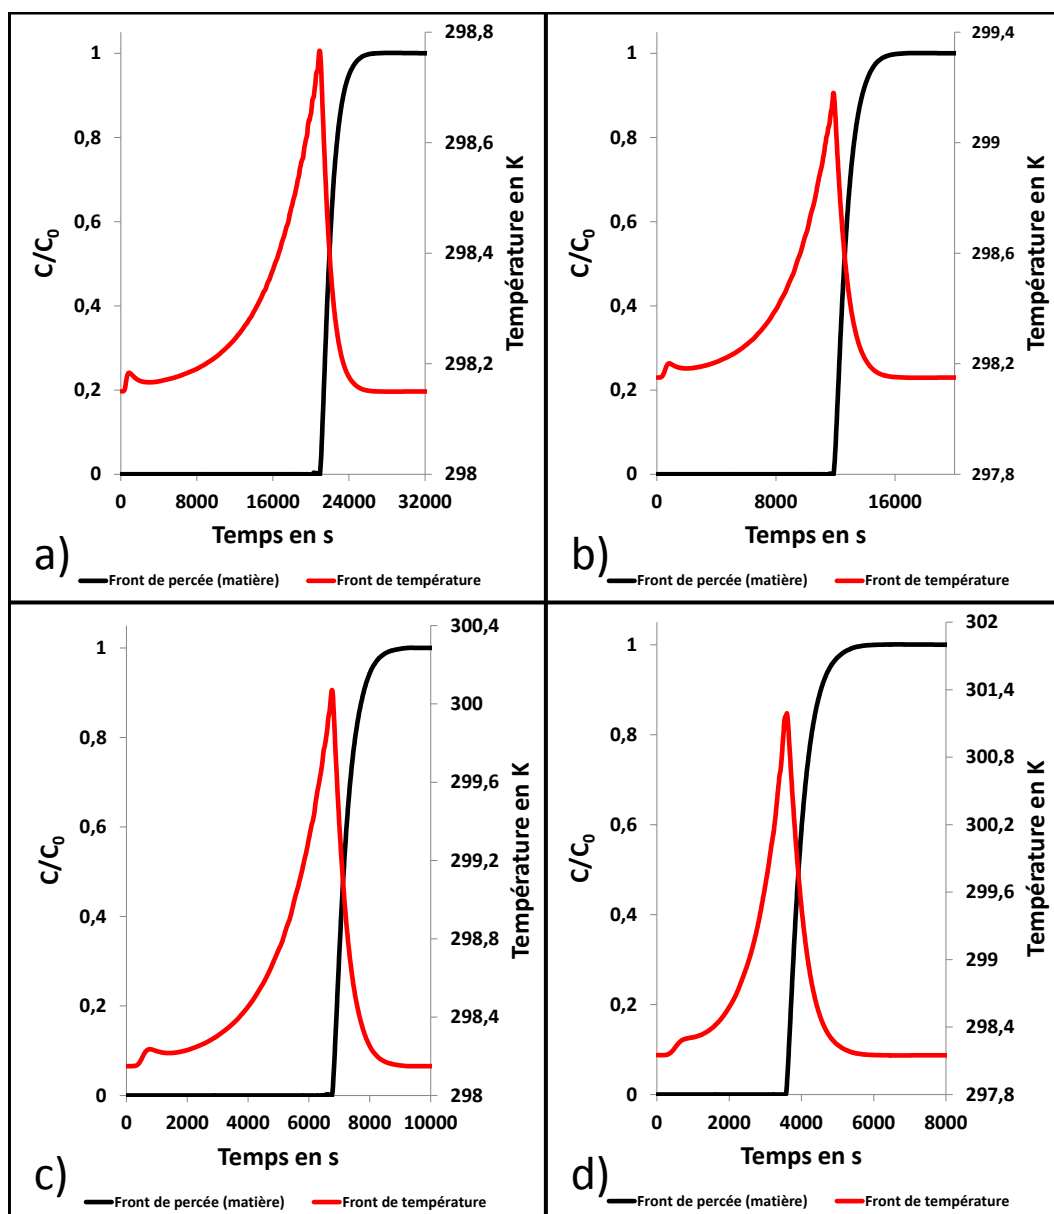 298,8
1
298,6
0,8
0,6
298,4
0,4
298,2
0,2
0
298
0 8000 16000 24000 32000
C/C0
Température en K
Temps en s
a)
Front de percée (matière) Front de température
299,4
1
299
0,8
0,6
298,6
0,4
298,2
0,2
0
297,8
0 8000 16000
C/C0
Température en K
Temps en s
b)
Front de percée (matière) Front de température
300,4
1
300
0,8
299,6
0,6
299,2
0,4
298,8
298,4
0,2
0
298
0 2000 4000 6000 8000 10000
C/C0
Température en K
Temps en s
c)
Front de percée (matière) Front de température
302
1
301,4
0,8
300,8
300,2
0,6
299,6
0,4
299
298,4
0,2
0
297,8
0 2000 4000 6000 8000
C/C0
Température en K
Temps en s
d)
Front de percée (matière) Front de température